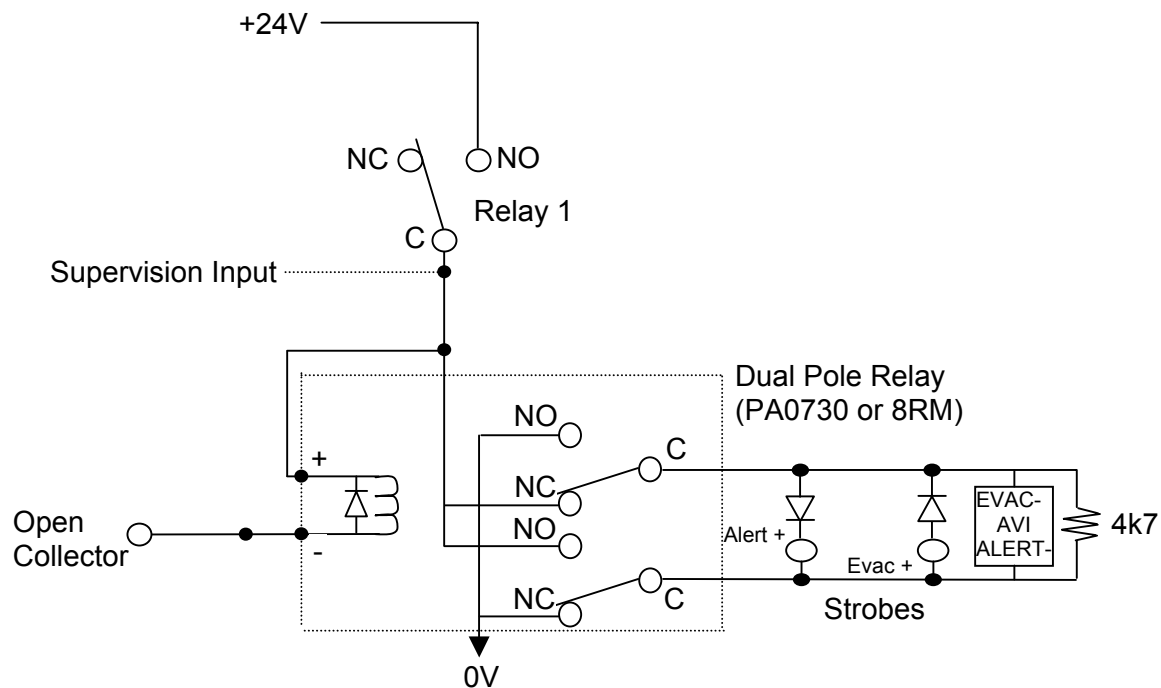 +24V
NC
NO
Relay 1
C
Supervision Input
Dual Pole Relay
(PA0730 or 8RM)
NO
C
+
NC
EVAC-
AVI
ALERT-
4k7
Open
Collector
-
NO
Alert +
Evac +
NC
C
Strobes
0V